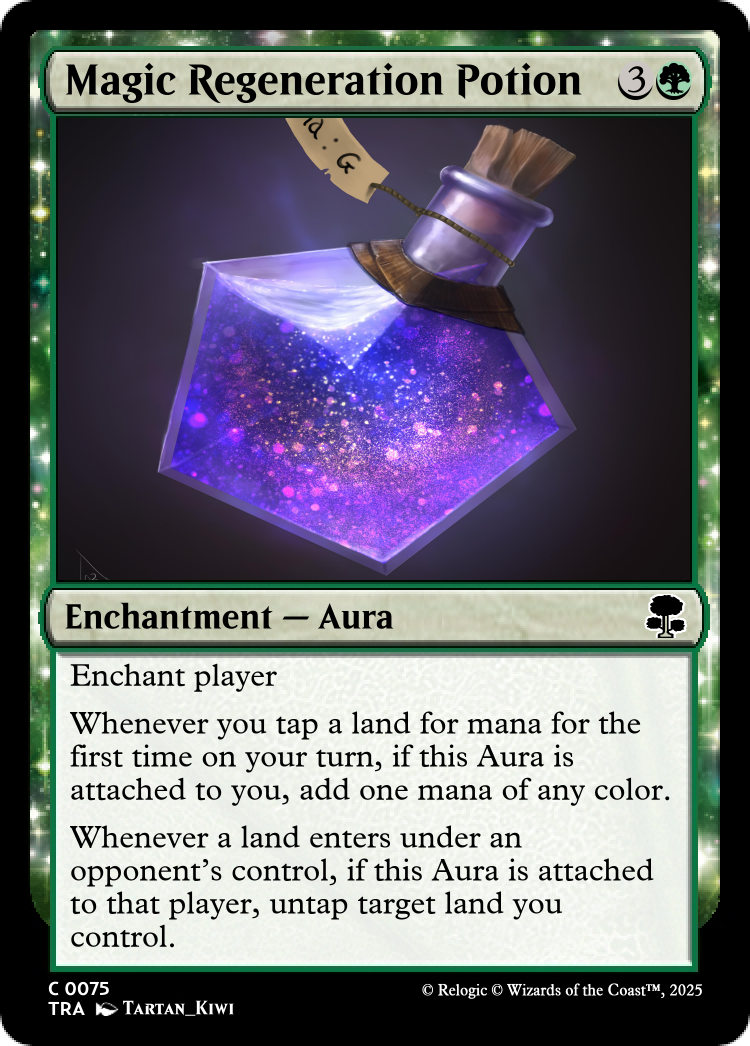 Magic Regeneration Potion 3
: G
Enchantment — Aura
Enchant player
Whenever you tap a land for mana for the
first time on your turn, if this Aura is
attached to you, add one mana of any color.
Whenever a land enters under an
opponent's control, if this Aura is attached
to that player, untap target land you
control.
C 0075
TRA Tartan_Kiwi
© Relogic © Wizards of the Coast™, 2025